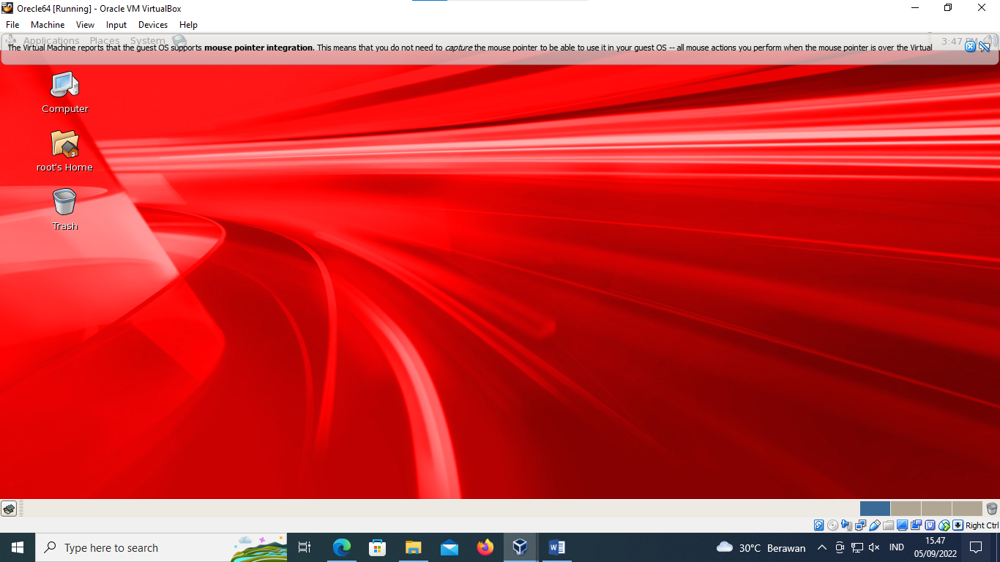 Orecle64 [Running] - Oracle VM VirtualBox
File Machine View Input Devices Help
Applications Places System 3:47 PM
The Virtual Machine reports that the guest OS supports mouse pointer integration. This means that you do not need to capture the mouse pointer to be able to use it in your guest OS -- all mouse actions you perform when the mouse pointer is over the Virtual
Computer
root's Home
Trash
Right Ctrl
Type here to search
30°C Berawan
IND
15.47
05/09/2022